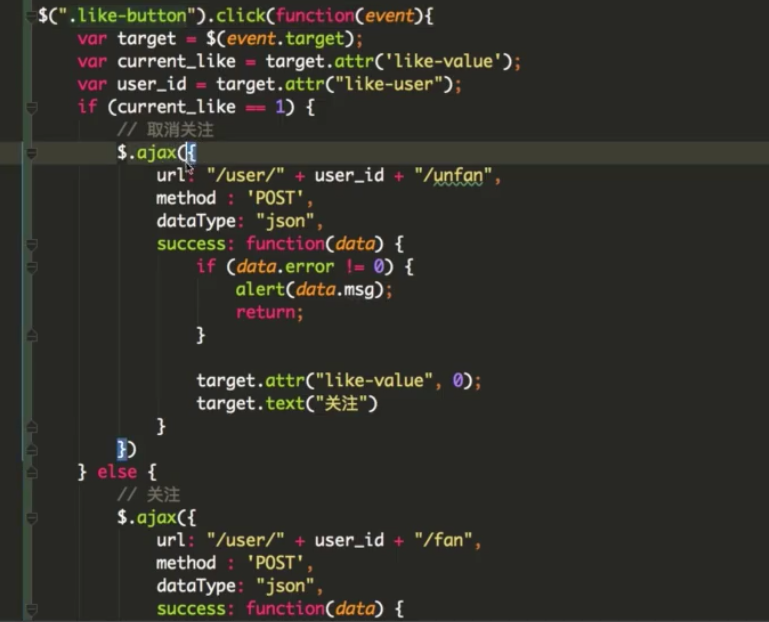 $(".like-button").click(function(event){
    var target = $(event.target);
    var current_like = target.attr('like-value');
    var user_id = target.attr("like-user");
    if (current_like == 1) {
        // 取消关注
        $.ajax({
            url: "/user/" + user_id + "/unfan",
            method : 'POST',
            dataType: "json",
            success: function(data) {
                if (data.error != 0) {
                    alert(data.msg);
                    return;
                }

                target.attr("like-value", 0);
                target.text("关注")
            }
        })
    } else {
        // 关注
        $.ajax({
            url: "/user/" + user_id + "/fan",
            method : 'POST',
            dataType: "json",
            success: function(data) {